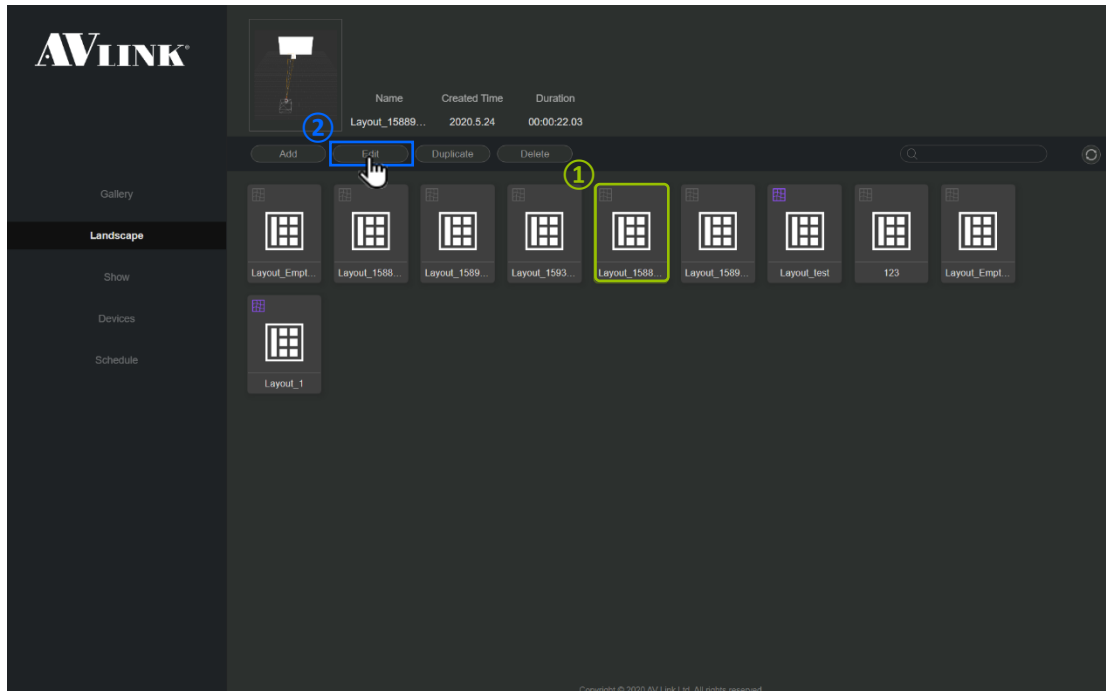 AVLINK®
Name Created Time Duration
Layout_15889... 2020.5.24 00:00:22.03
②
Add Edit Duplicate Delete
①
Gallery
Landscape
Show
Devices
Schedule
Layout_Empt... Layout_1588... Layout_1589... Layout_1593... Layout_1588... Layout_1589... Layout_test 123 Layout_Empt...
Layout_1
Copyright © 2020 AV Link Ltd. All rights reserved.